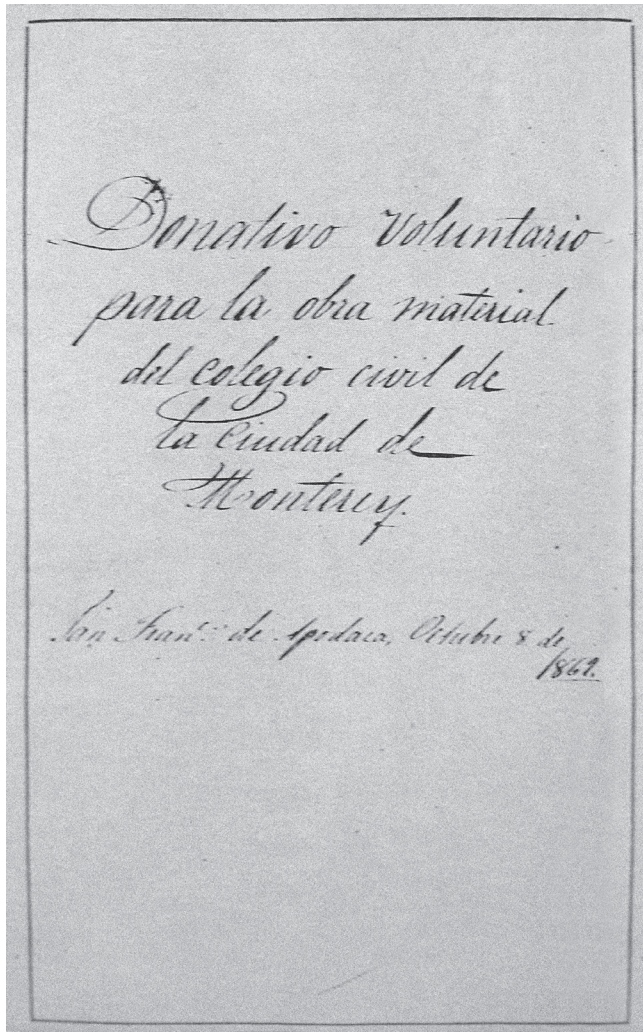 Donativo voluntario
para la obra material
del colegio civil de
la Ciudad de
Monterey.
San Fran.co de Apodaca, Octubre 8 de
1869.